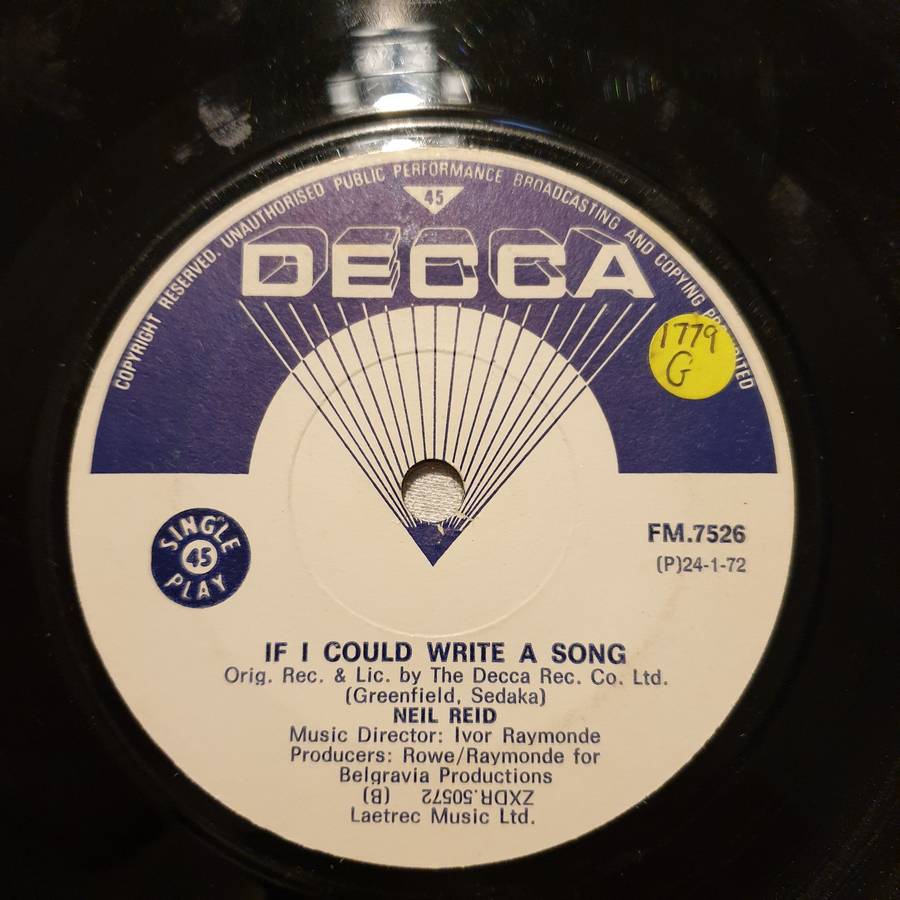 COPYRIGHT RESERVED. UNAUTHORISED PUBLIC PERFORMANCE BROADCASTING AND COPYING
45
DECCA
1779
G
SINGLE
45
PLAY
FM.7526
(P)24-1-72
IF I COULD WRITE A SONG
Orig. Rec. & Lic. by The Decca Rec. Co. Ltd.
(Greenfield, Sedaka)
NEIL REID
Music Director: Ivor Raymonde
Producers: Rowe/Raymonde for
Belgravia Productions
ZXDR.50572 (B)
Laetrec Music Ltd.